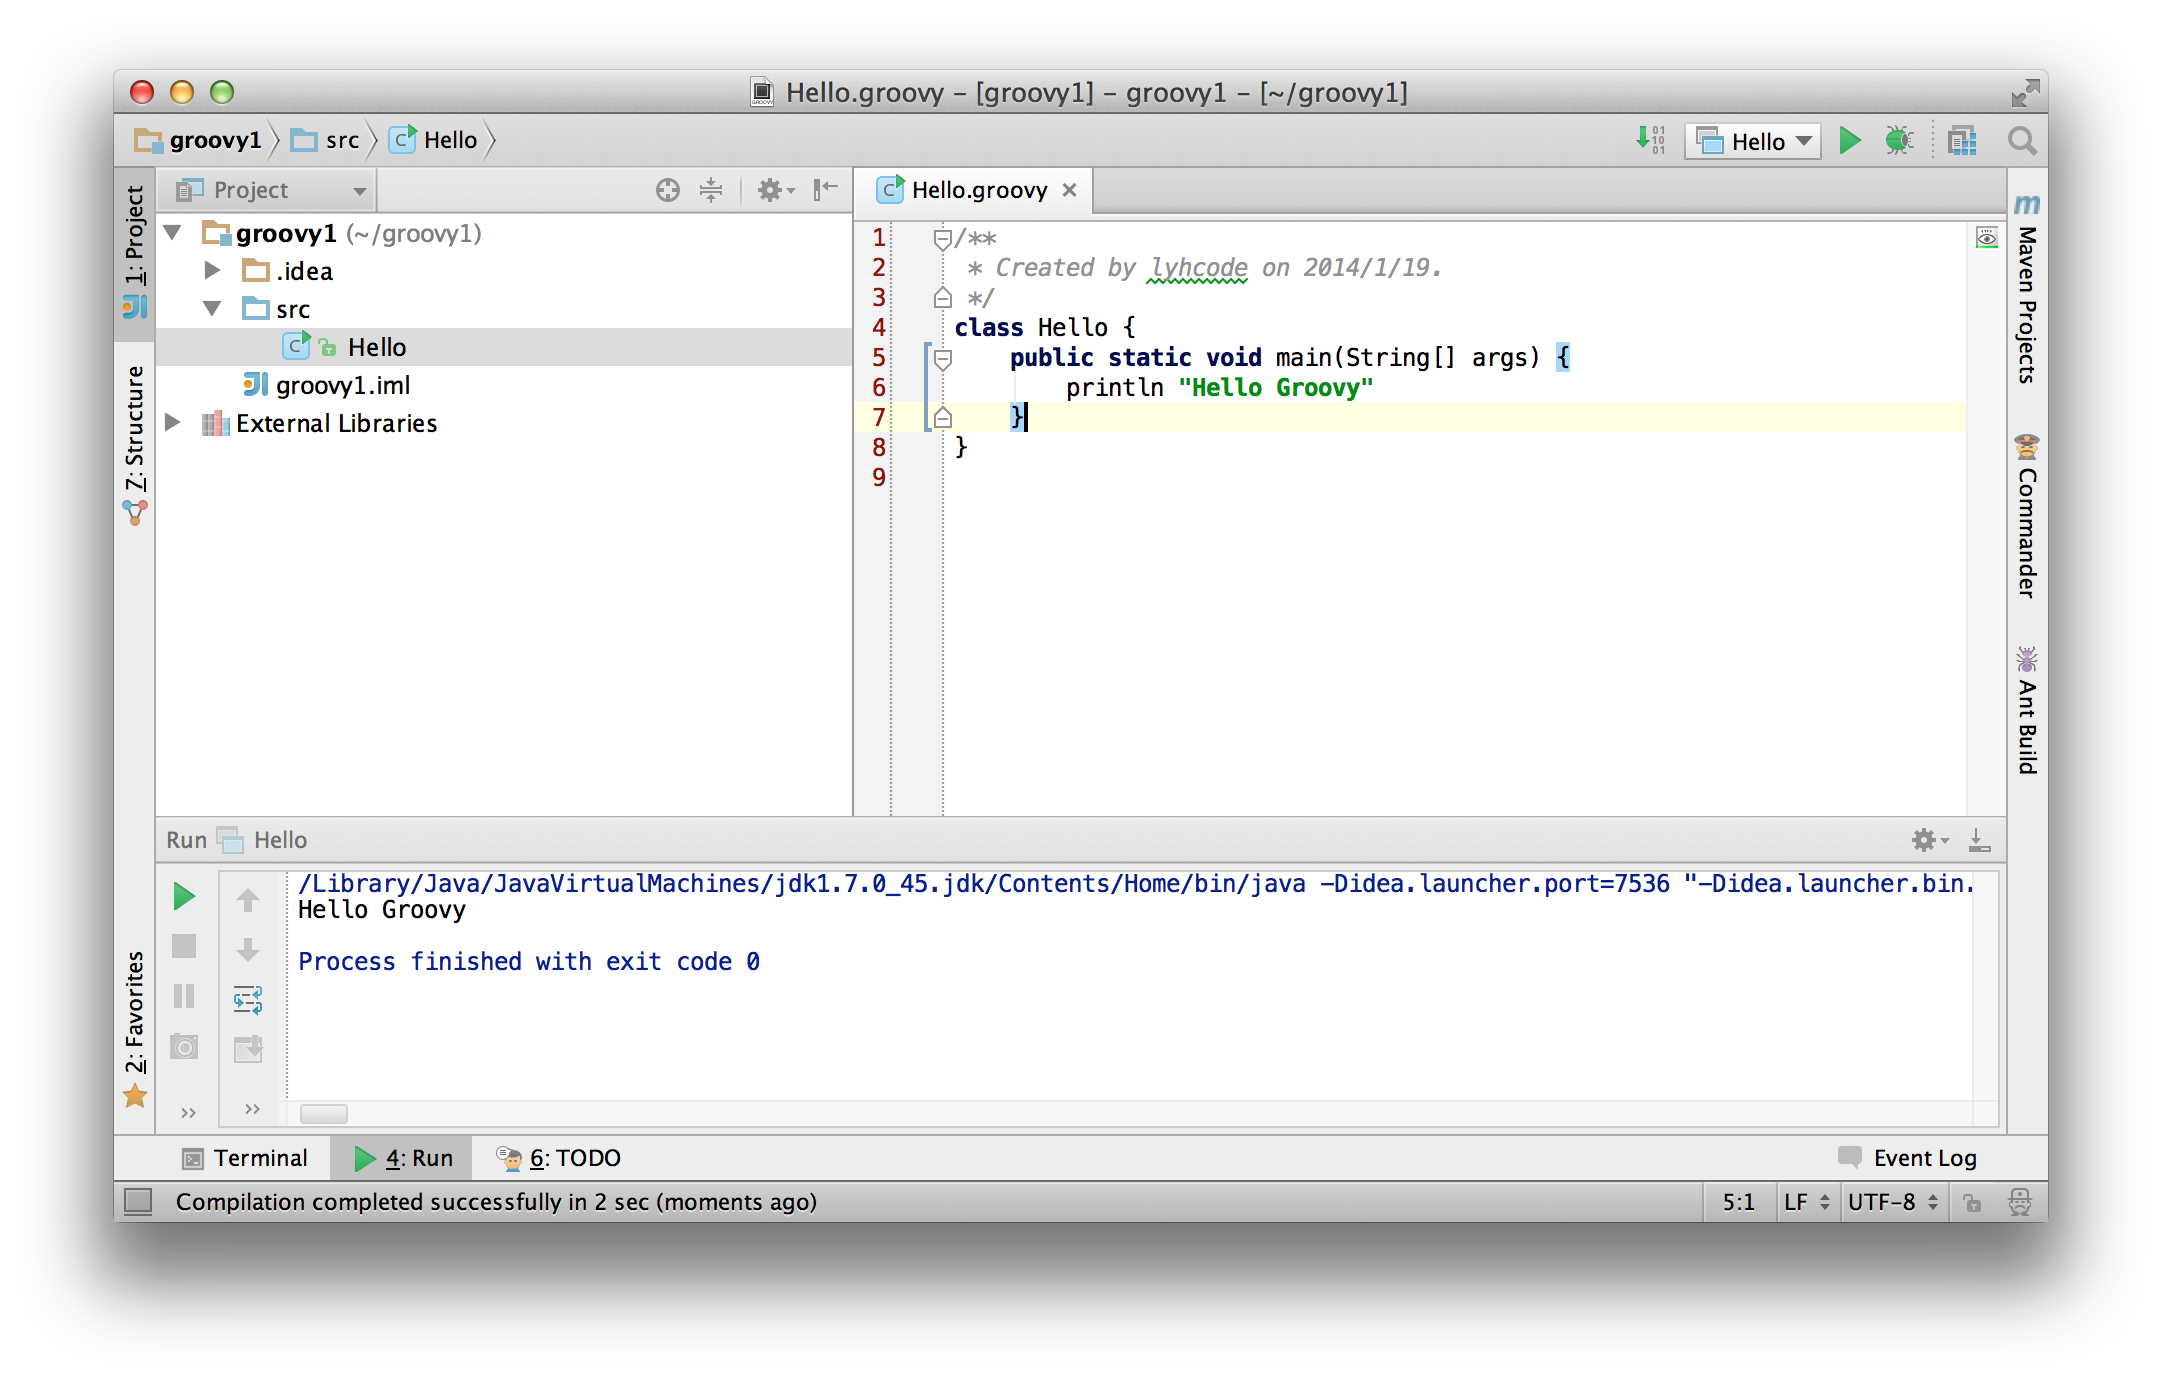 Hello.groovy – [groovy1] – groovy1 – [~/groovy1]
groovy1 src Hello
Hello
1: Project
7: Structure
2: Favorites
Project
groovy1 (~/groovy1)
.idea
src
Hello
groovy1.iml
External Libraries
Hello.groovy
1 /**
2  * Created by lyhcode on 2014/1/19.
3  */
4 class Hello {
5     public static void main(String[] args) {
6         println "Hello Groovy"
7     }
8 }
9
Maven Projects
Commander
Ant Build
Run Hello
/Library/Java/JavaVirtualMachines/jdk1.7.0_45.jdk/Contents/Home/bin/java -Didea.launcher.port=7536 "-Didea.launcher.bin.
Hello Groovy
Process finished with exit code 0
Terminal 4: Run 6: TODO Event Log
Compilation completed successfully in 2 sec (moments ago) 5:1 LF UTF-8